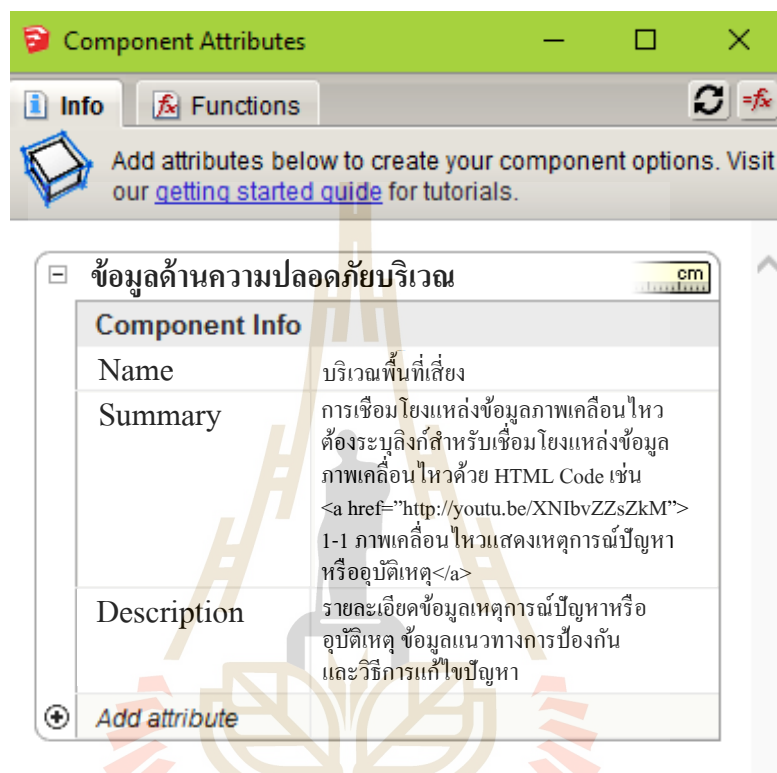 Component Attributes
Info
Functions
=fx
Add attributes below to create your component options. Visit
our getting started guide for tutorials.
ข้อมูลด้านความปลอดภัยบริเวณ
cm
Component Info
Name
บริเวณพื้นที่เสี่ยง
Summary
การเชื่อมโยงแหล่งข้อมูลภาพเคลื่อนไหว
ต้องระบุลิงก์สำหรับเชื่อมโยงแหล่งข้อมูล
ภาพเคลื่อนไหวด้วย HTML Code เช่น
<a href=”http://youtu.be/XNIbvZZsZkM”>
1-1 ภาพเคลื่อนไหวแสดงเหตุการณ์ปัญหา
หรืออุบัติเหตุ</a>
Description
รายละเอียดข้อมูลเหตุการณ์ปัญหาหรือ
อุบัติเหตุ ข้อมูลแนวทางการป้องกัน
และวิธีการแก้ไขปัญหา
Add attribute